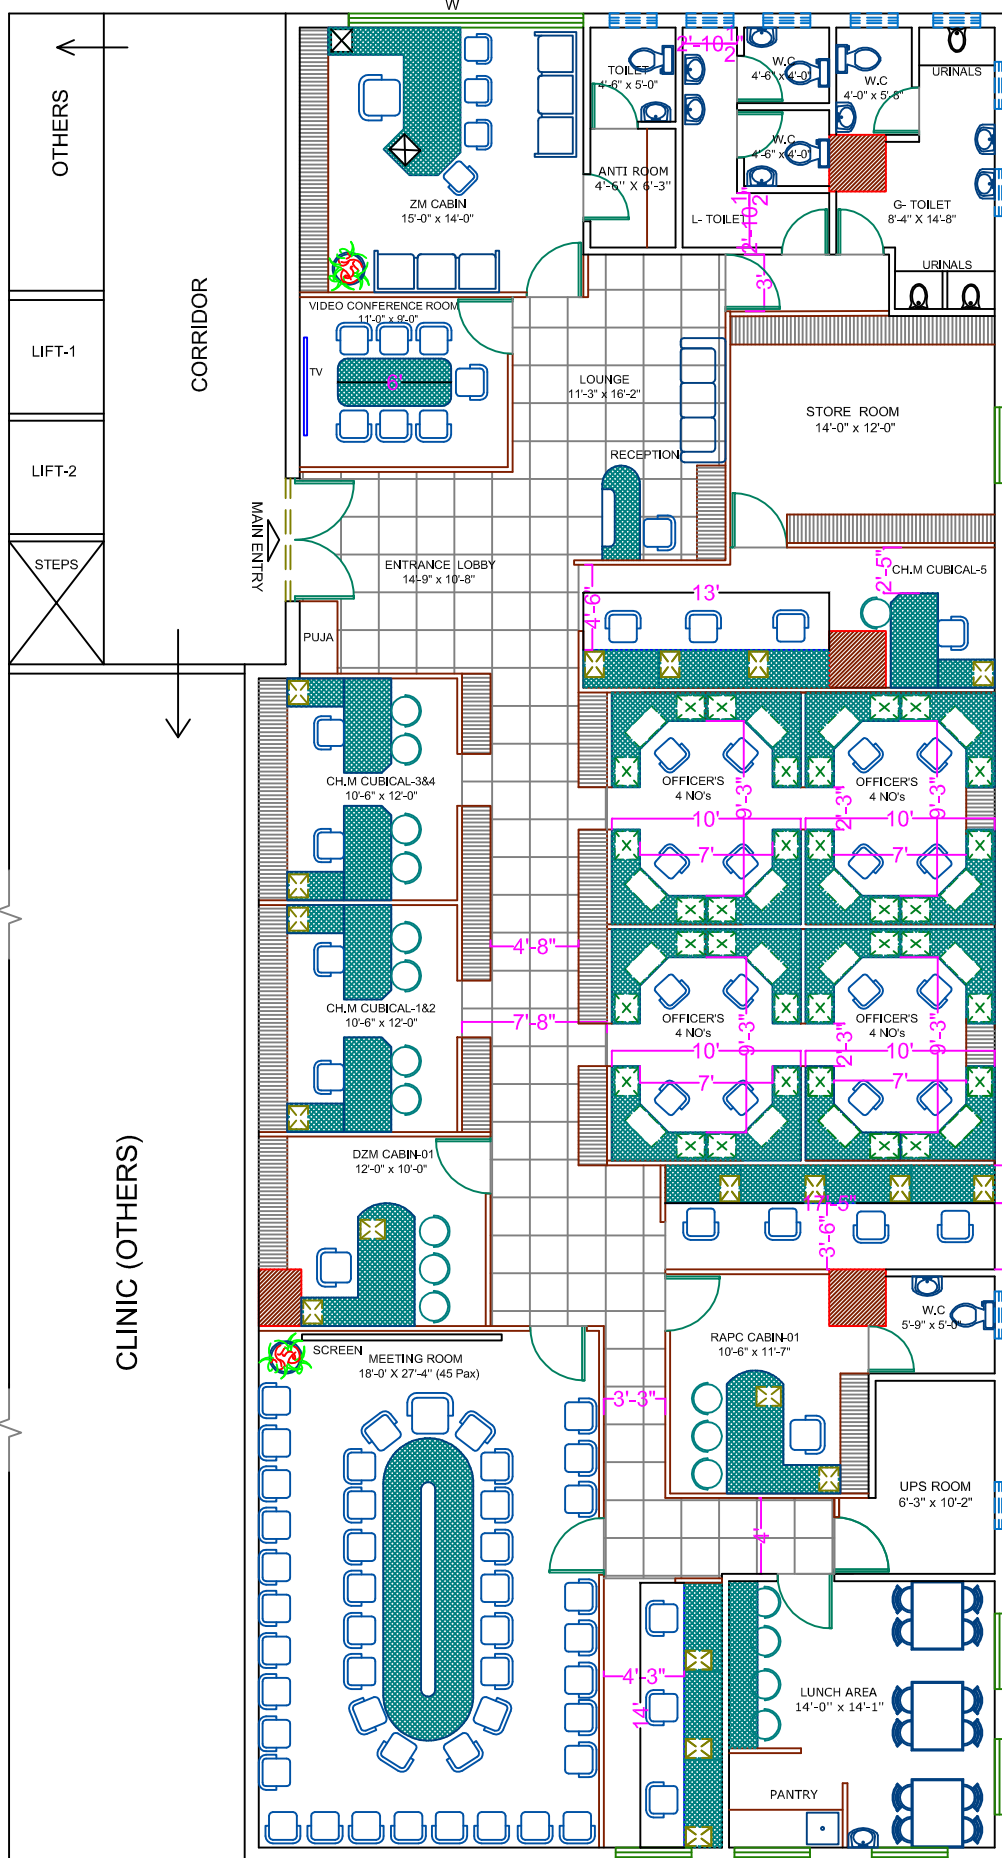 W
OTHERS
LIFT-1
LIFT-2
STEPS
CORRIDOR
MAIN ENTRY
CLINIC (OTHERS)
ZM CABIN
15'-0" x 14'-0"
TOILET
4'-6" x 5'-0"
ANTI ROOM
4'-6" X 6'-3"
2'-10 1/2"
W.C
4'-6" x 4'-0"
W.C
4'-6" x 4'-0"
L- TOILET
2'-10 1/2"
3'
W.C
4'-0" x 5'-8"
URINALS
G- TOILET
8'-4" X 14'-8"
URINALS
VIDEO CONFERENCE ROOM
11'-0" x 9'-0"
TV
6'
LOUNGE
11'-3" x 16'-2"
RECEPTION
STORE ROOM
14'-0" x 12'-0"
ENTRANCE LOBBY
14'-9" x 10'-8"
PUJA
4'-6"
13'
2'-5"
CH.M CUBICAL-5
CH.M CUBICAL-3&4
10'-6" x 12'-0"
OFFICER'S
4 NO's
9'-3"
10'
7'
OFFICER'S
4 NO's
2'-3"
9'-3"
10'
7'
4'-8"
7'-8"
CH.M CUBICAL-1&2
10'-6" x 12'-0"
OFFICER'S
4 NO's
9'-3"
10'
7'
OFFICER'S
4 NO's
2'-3"
9'-3"
10'
7'
DZM CABIN-01
12'-0" x 10'-0"
17'-5"
3'-6"
SCREEN
MEETING ROOM
18'-0' X 27'-4" (45 Pax)
3'-3"
RAPC CABIN-01
10'-6" x 11'-7"
W.C
5'-9" x 5'-0"
UPS ROOM
6'-3" x 10'-2"
4'
4'-3"
14'
LUNCH AREA
14'-0" x 14'-1"
PANTRY